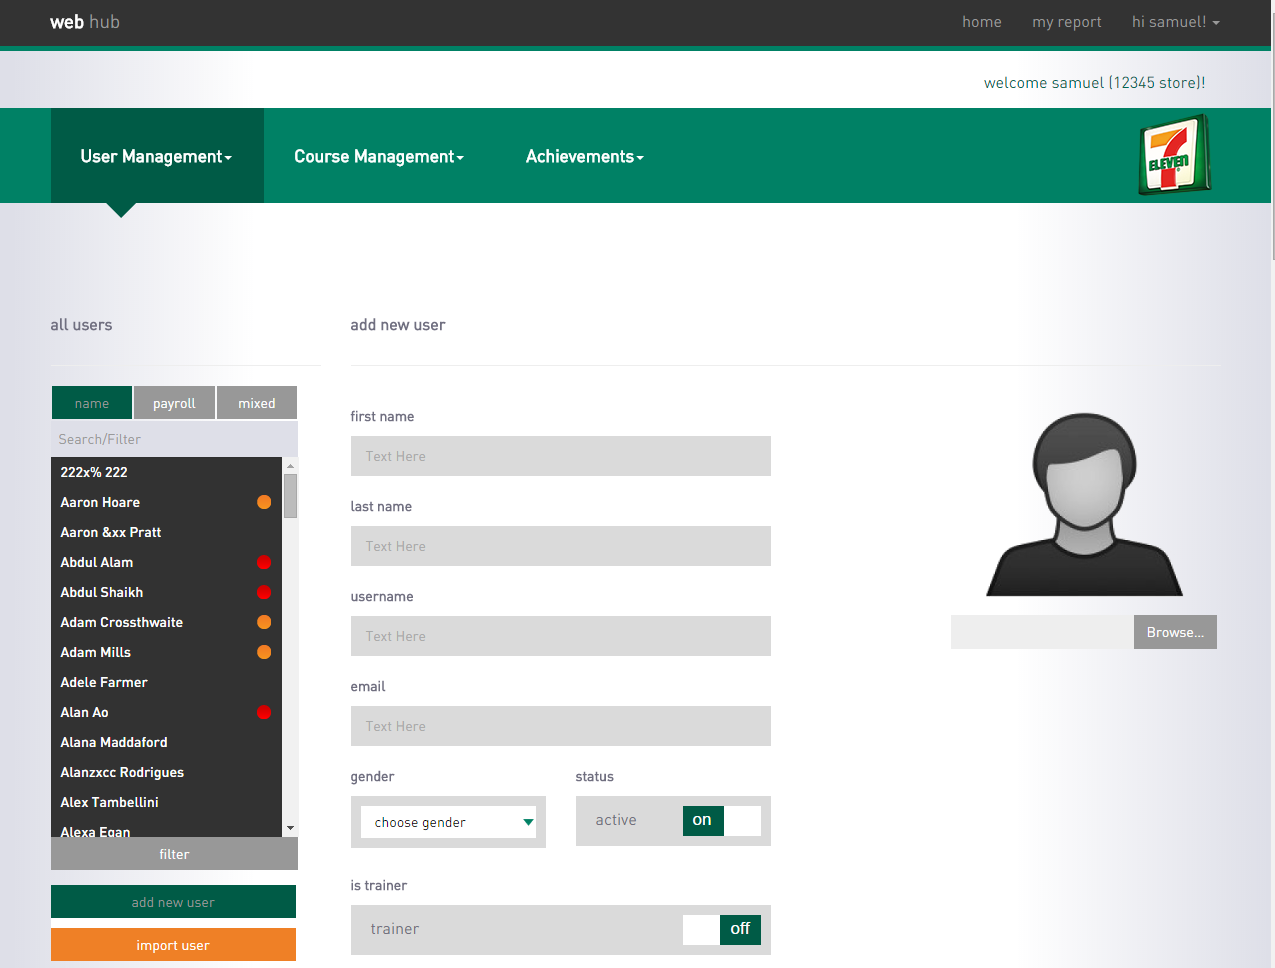 web hub
home
my report
hi samuel!
welcome samuel (12345 store)!
User Management
Course Management
Achievements
7
ELEVEN
all users
name
payroll
mixed
Search/Filter
222x% 222
Aaron Hoare
Aaron &xx Pratt
Abdul Alam
Abdul Shaikh
Adam Crossthwaite
Adam Mills
Adele Farmer
Alan Ao
Alana Maddaford
Alanzxcc Rodrigues
Alex Tambellini
Alexa Egan
filter
add new user
import user
add new user
first name
Text Here
last name
Text Here
username
Text Here
email
Text Here
gender
choose gender
status
active
on
is trainer
trainer
off
Browse...